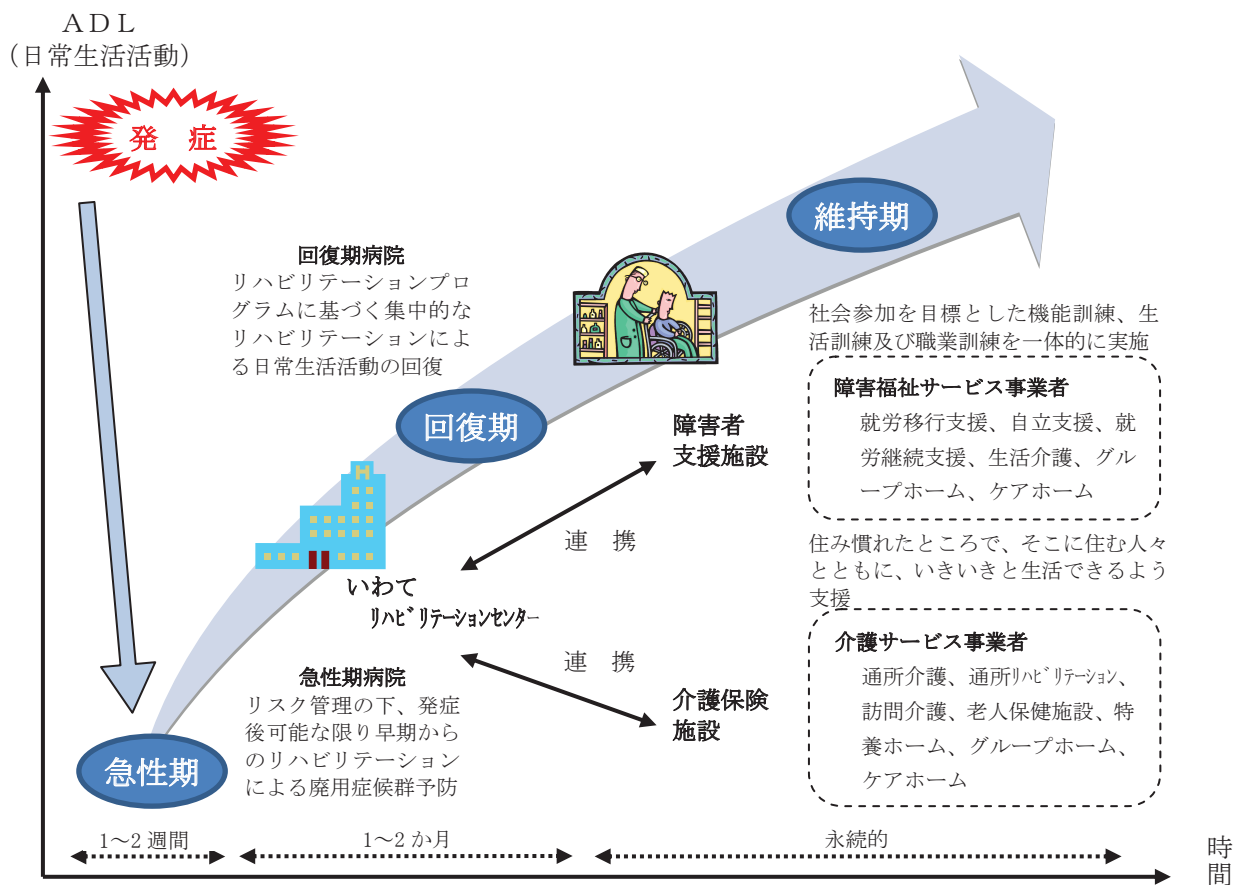 ＡＤＬ
（日常生活活動）
発　症
回復期病院
リハビリテーションプロ
グラムに基づく集中的な
リハビリテーションによ
る日常生活活動の回復
維持期
社会参加を目標とした機能訓練、生
活訓練及び職業訓練を一体的に実施
障害福祉サービス事業者
就労移行支援、自立支援、就
労継続支援、生活介護、グル
ープホーム、ケアホーム
回復期
障害者
支援施設
H
連　携
いわて
ﾘﾊﾋﾞﾘﾃｰｼｮﾝｾﾝﾀｰ
住み慣れたところで、そこに住む人々
とともに、いきいきと生活できるよう
支援
連　携
介護保険
施設
介護サービス事業者
通所介護、通所ﾘﾊﾋﾞﾘﾃｰｼｮﾝ、
訪問介護、老人保健施設、特
養ホーム、グループホーム、
ケアホーム
急性期病院
リスク管理の下、発症
後可能な限り早期から
のリハビリテーション
による廃用症候群予防
急性期
1～2 週間
1～2 か月
永続的
時
間